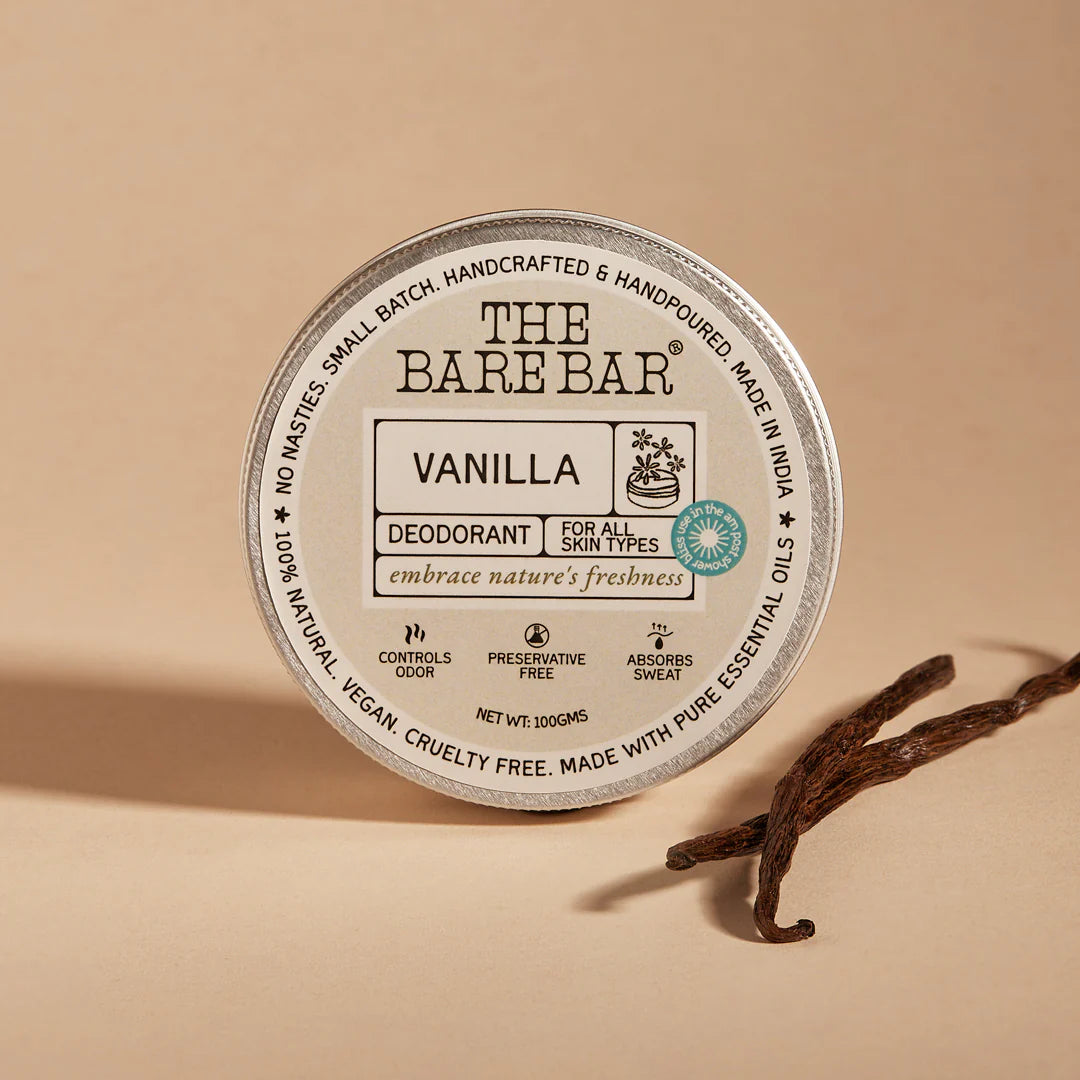 NO NASTIES. SMALL BATCH. HANDCRAFTED & HANDPOURED. MADE IN INDIA
THE
BARE BAR®
VANILLA
DEODORANT
FOR ALL
SKIN TYPES
use in the am post shower bliss
embrace nature's freshness
CONTROLS
ODOR
PRESERVATIVE
FREE
ABSORBS
SWEAT
NET WT: 100GMS
100% NATURAL. VEGAN. CRUELTY FREE. MADE WITH PURE ESSENTIAL OILS